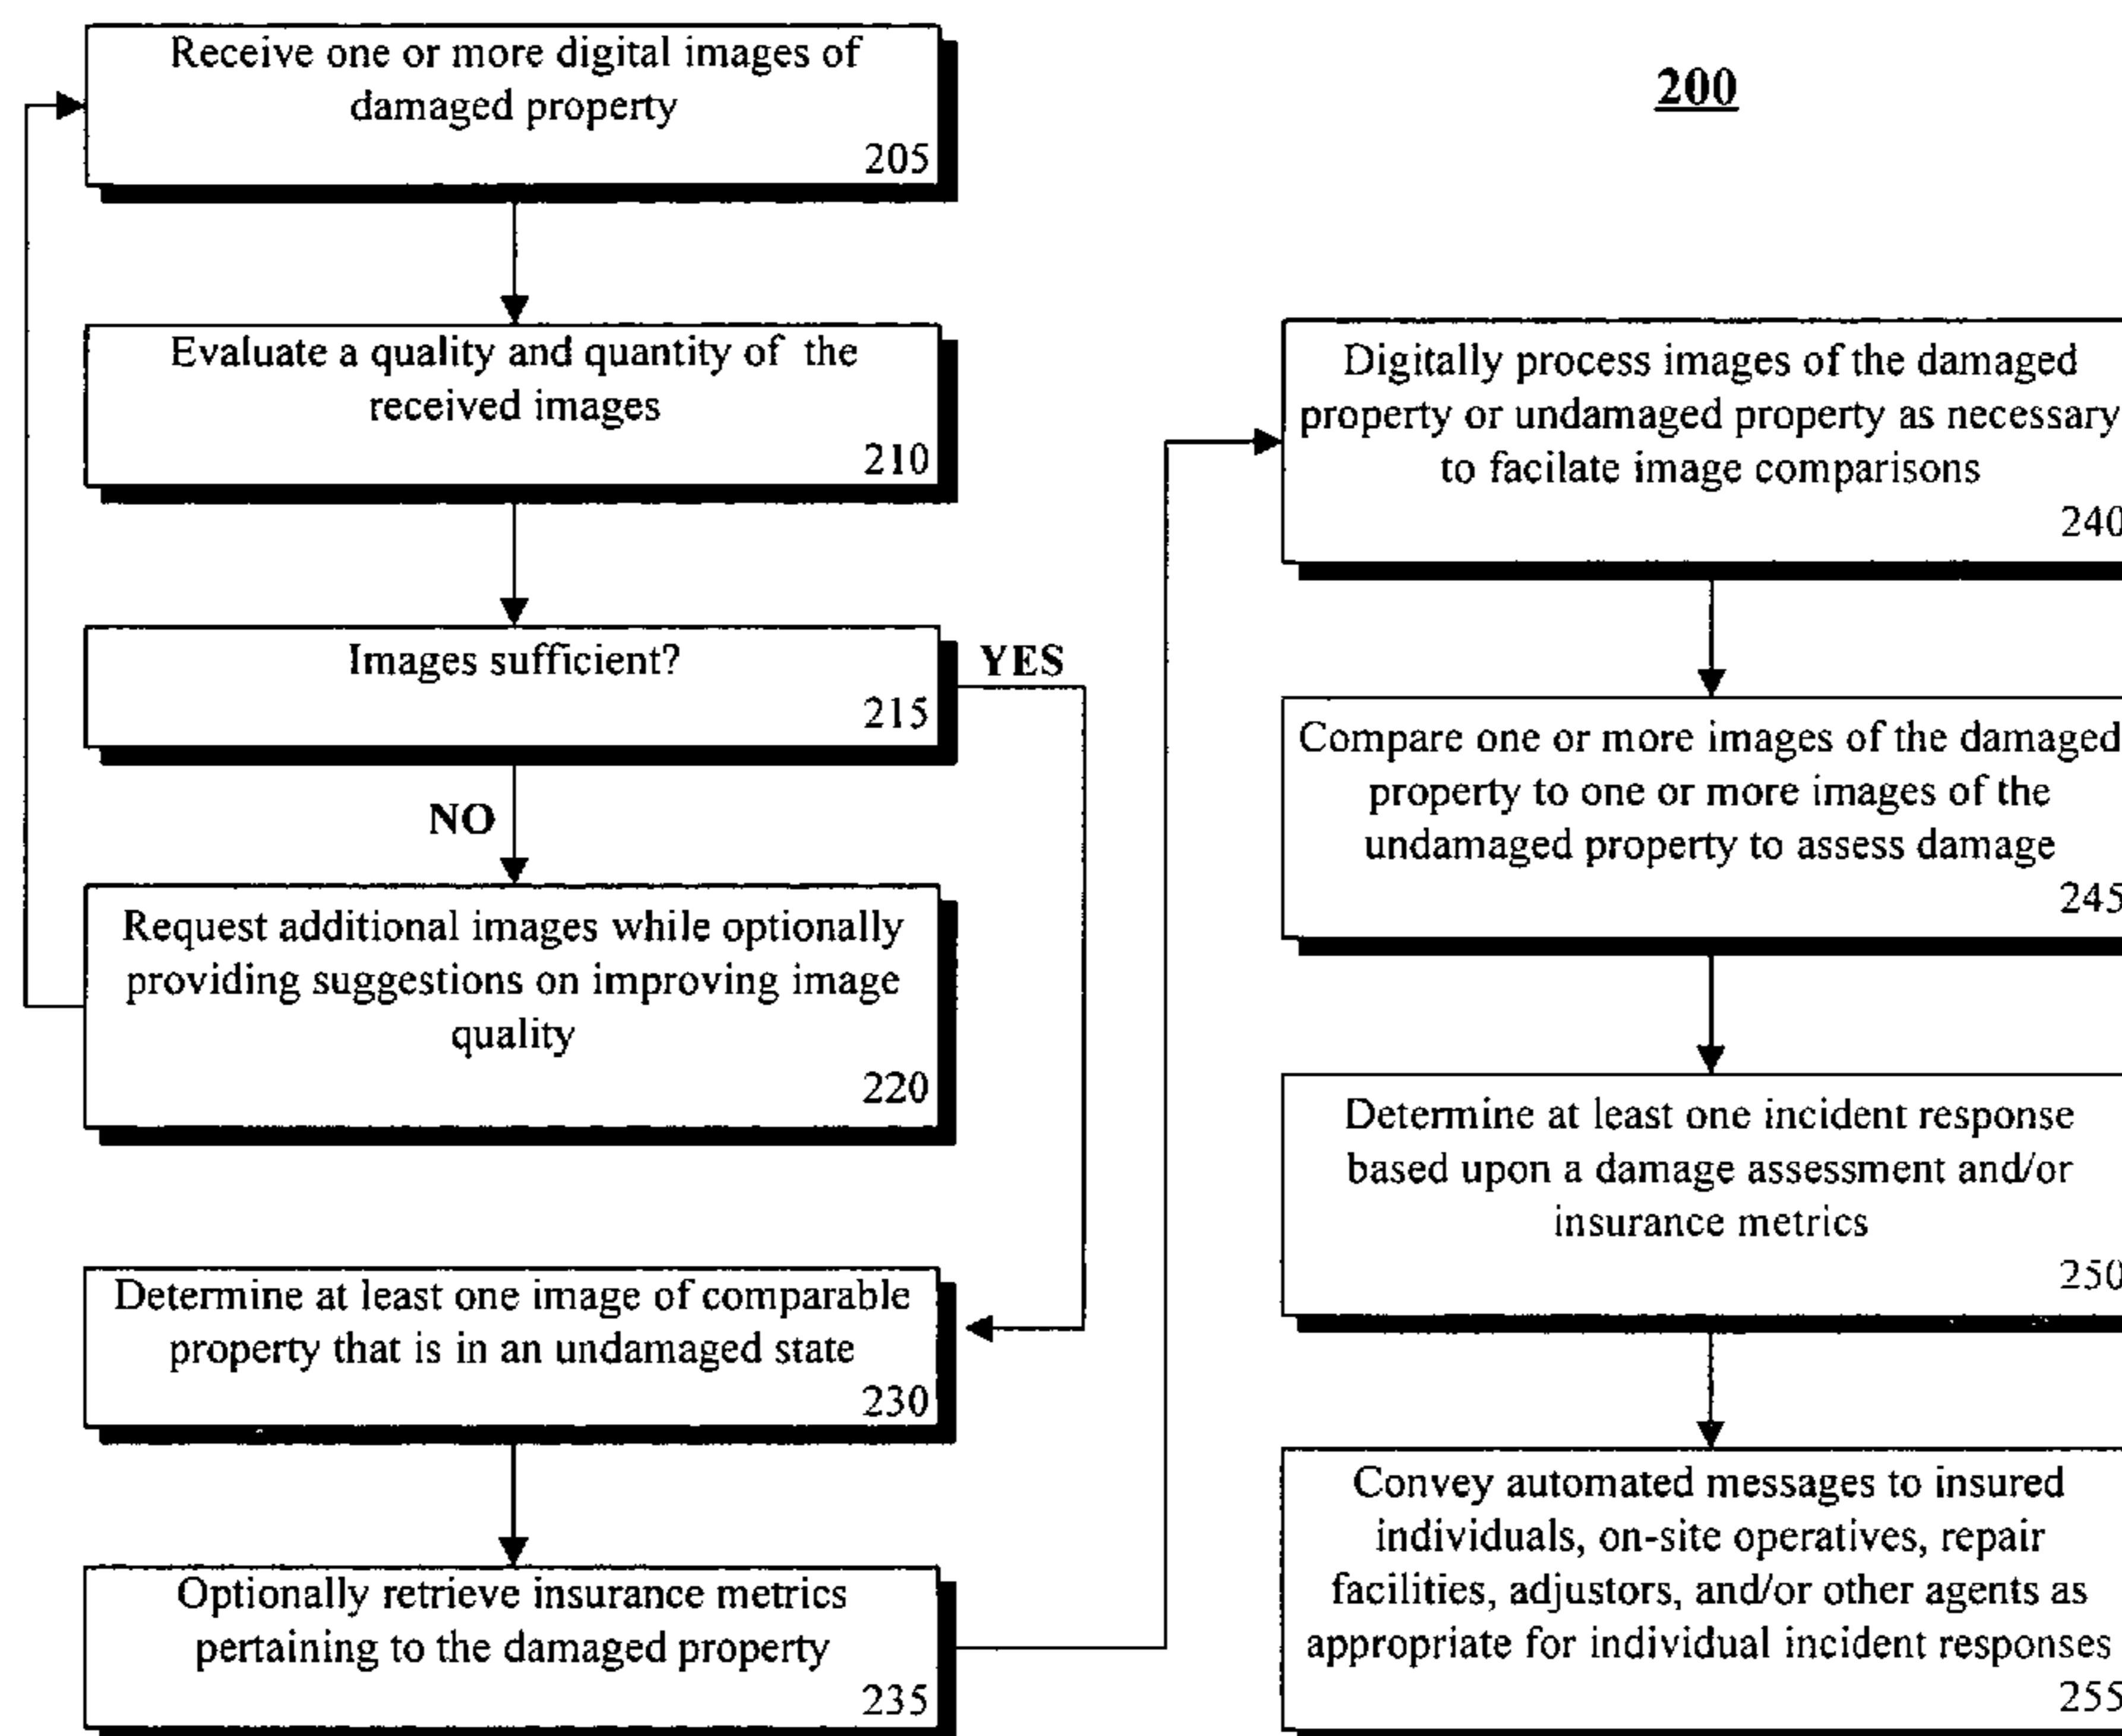 Receive one or more digital images of
damaged property
205
Evaluate a quality and quantity of the
received images
210
Images sufficient?
215
YES
NO
Request additional images while optionally
providing suggestions on improving image
quality
220
Determine at least one image of comparable
property that is in an undamaged state
230
Optionally retrieve insurance metrics
pertaining to the damaged property
235
200
Digitally process images of the damaged
property or undamaged property as necessary
to facilate image comparisons
240
Compare one or more images of the damaged
property to one or more images of the
undamaged property to assess damage
245
Determine at least one incident response
based upon a damage assessment and/or
insurance metrics
250
Convey automated messages to insured
individuals, on-site operatives, repair
facilities, adjustors, and/or other agents as
appropriate for individual incident responses
255